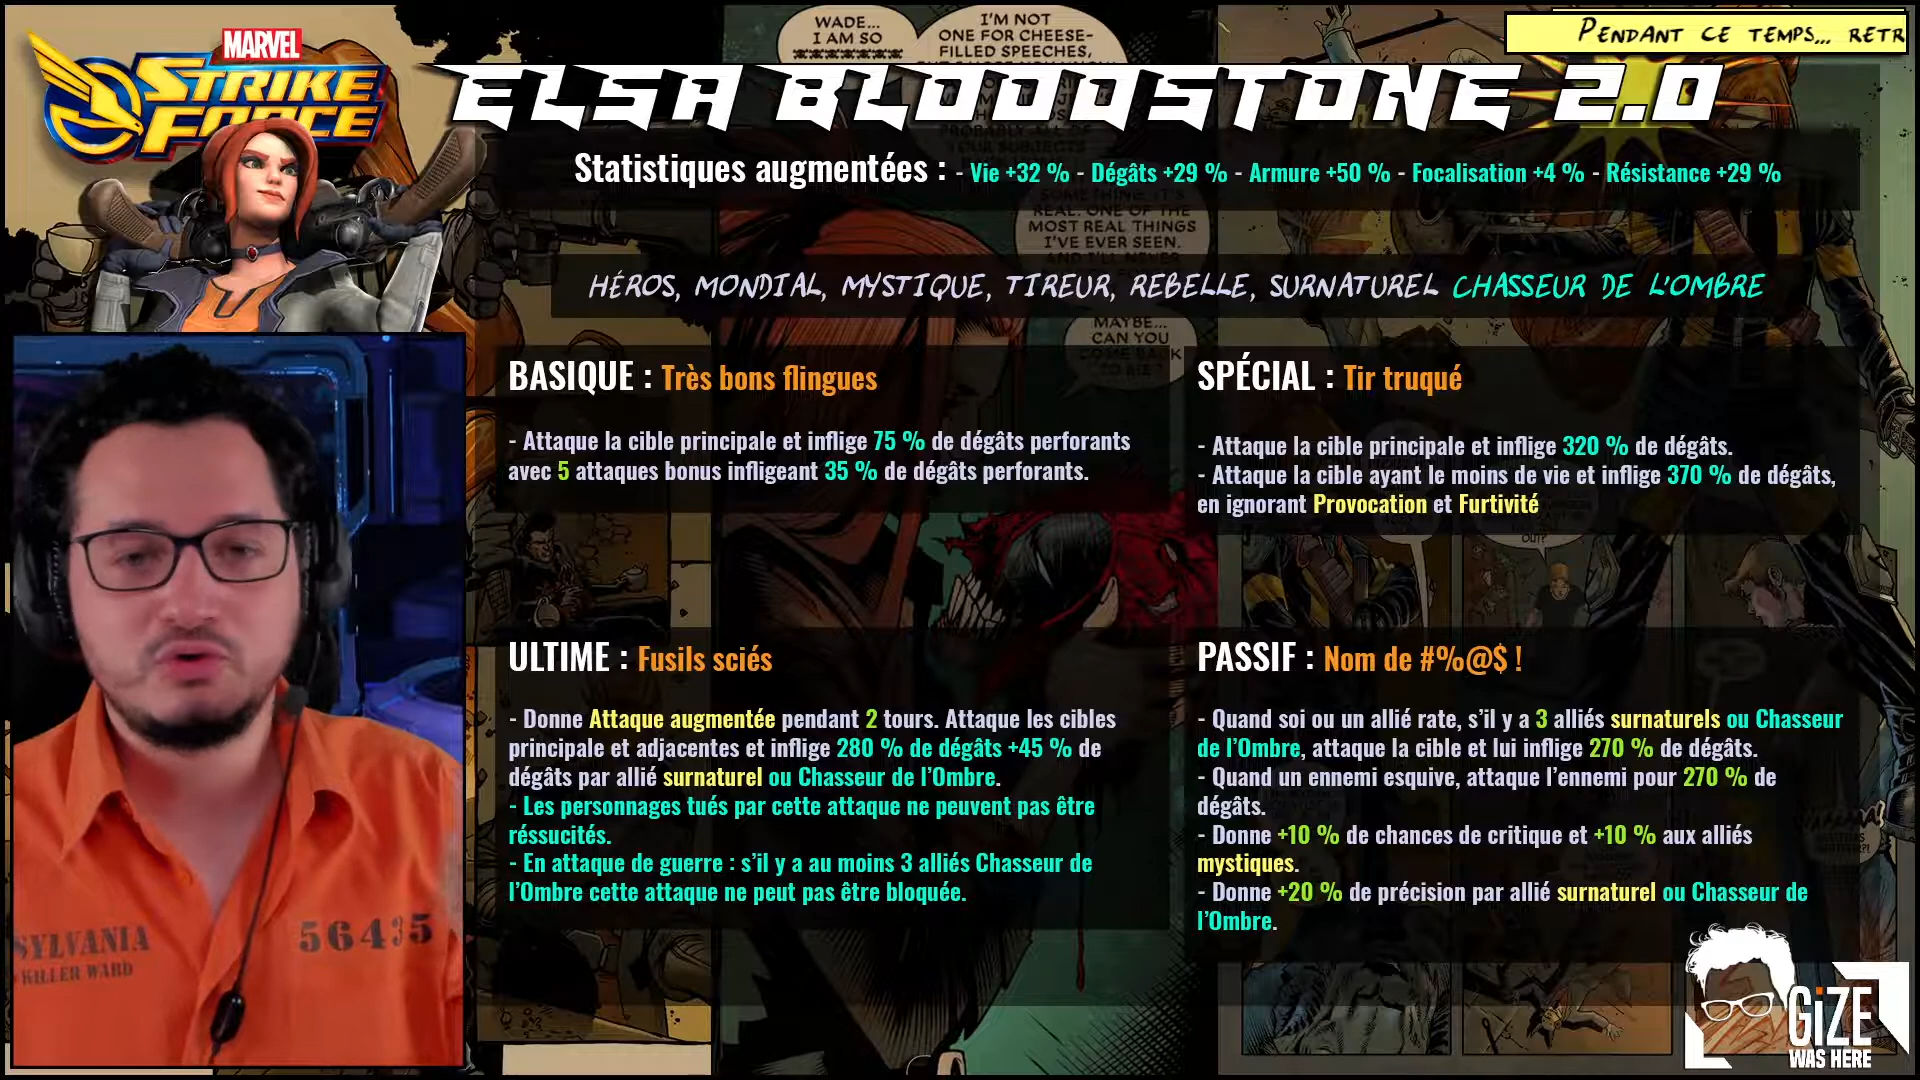 WADE...
I AM SO
I'M NOT
ONE FOR CHEESE-
FILLED SPEECHES,
PENDANT CE TEMPS... RETR
MARVEL
STRIKE
FORCE
ELSA BLOODSTONE 2.0
Statistiques augmentées : - Vie +32 % - Dégâts +29 % - Armure +50 % - Focalisation +4 % - Résistance +29 %
REAL. ONE OF THE
MOST REAL THINGS
I'VE EVER SEEN.
HÉROS, MONDIAL, MYSTIQUE, TIREUR, REBELLE, SURNATUREL CHASSEUR DE L'OMBRE
MAYBE...
CAN YOU
COME BACK
BASIQUE : Très bons flingues
- Attaque la cible principale et inflige 75 % de dégâts perforants
avec 5 attaques bonus infligeant 35 % de dégâts perforants.
SPÉCIAL : Tir truqué
- Attaque la cible principale et inflige 320 % de dégâts.
- Attaque la cible ayant le moins de vie et inflige 370 % de dégâts,
en ignorant Provocation et Furtivité
OUT?
ULTIME : Fusils sciés
- Donne Attaque augmentée pendant 2 tours. Attaque les cibles
principale et adjacentes et inflige 280 % de dégâts +45 % de
dégâts par allié surnaturel ou Chasseur de l'Ombre.
- Les personnages tués par cette attaque ne peuvent pas être
réssucités.
- En attaque de guerre : s'il y a au moins 3 alliés Chasseur de
l'Ombre cette attaque ne peut pas être bloquée.
PASSIF : Nom de #%@$ !
- Quand soi ou un allié rate, s'il y a 3 alliés surnaturels ou Chasseur
de l'Ombre, attaque la cible et lui inflige 270 % de dégâts.
- Quand un ennemi esquive, attaque l'ennemi pour 270 % de
dégâts.
- Donne +10 % de chances de critique et +10 % aux alliés
mystiques.
- Donne +20 % de précision par allié surnaturel ou Chasseur de
l'Ombre.
SYLVANIA
KILLER WARD
56435
GiZE
WAS HERE